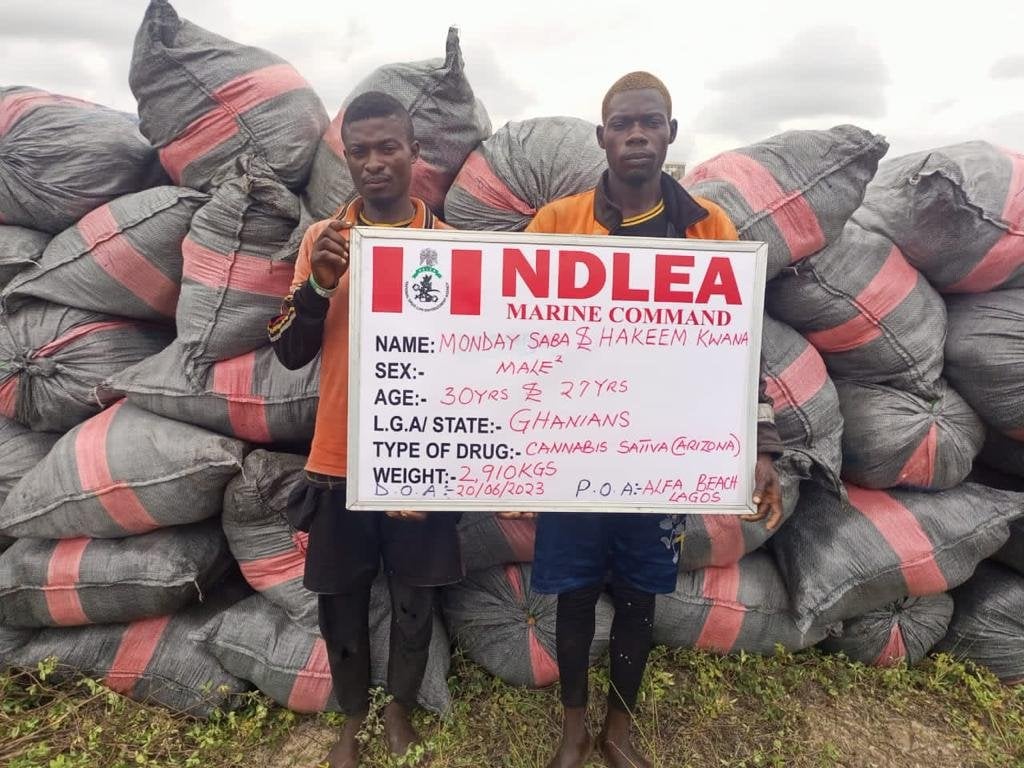 NDLEA
MARINE COMMAND
NAME:- MONDAY SABA & HAKEEM KWANA
SEX:- MALE²
AGE:- 30YRS & 27YRS
L.G.A/ STATE:- GHANIANS
TYPE OF DRUG:- CANNABIS SATIVA (ARIZONA)
WEIGHT:- 2,910KGS
D.O.A:- 20/06/2023 P.O.A:- ALFA BEACH
LAGOS